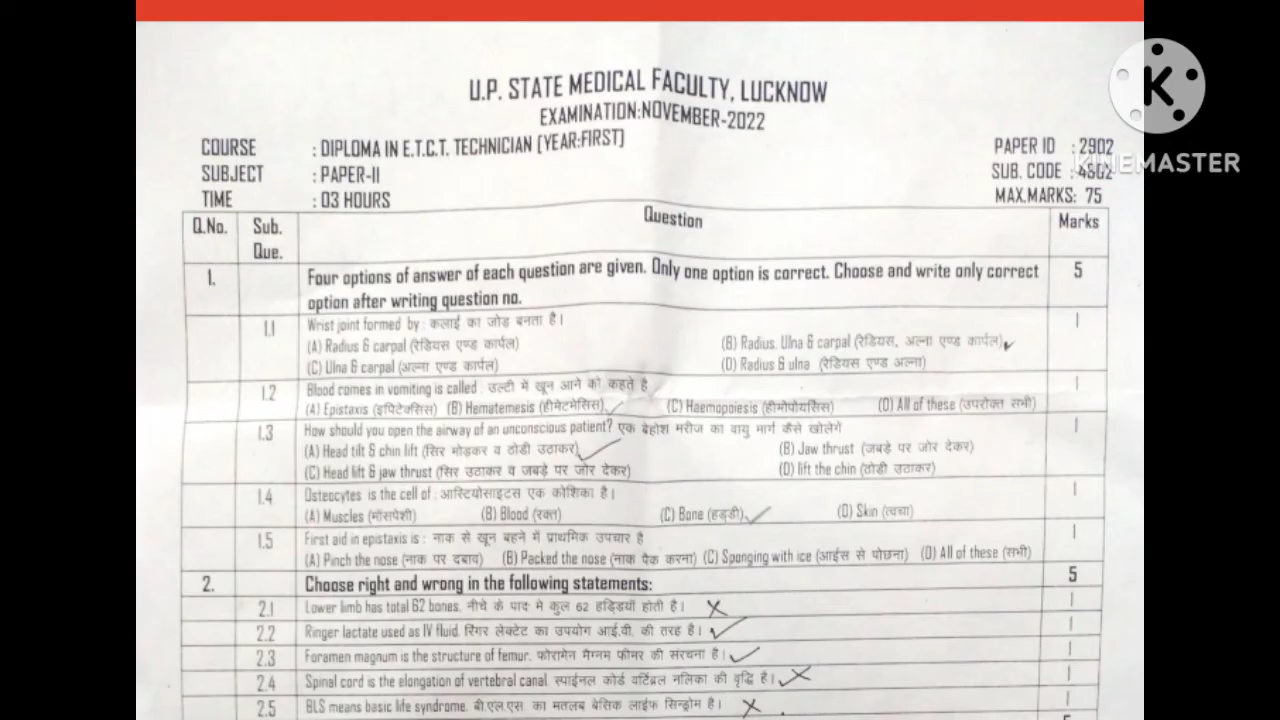 U.P. STATE MEDICAL FACULTY, LUCKNOW
EXAMINATION:NOVEMBER-2022
COURSE : DIPLOMA IN E.T.C.T. TECHNICIAN [YEAR:FIRST] PAPER ID : 2902
SUBJECT : PAPER-II SUB. CODE :
KINEMASTER
TIME : 03 HOURS MAX.MARKS: 75
Q.No. Sub. Que. Question Marks
1. Four options of answer of each question are given. Only one option is correct. Choose and write only correct 5
option after writing question no.
1.1 Wrist joint formed by : कलाई का जोड़ बनता है। 1
(A) Radius & carpal (रेडियस एण्ड कार्पल) (B) Radius, Ulna & carpal (रेडियस, अल्ना एण्ड कार्पल)
(C) Ulna & carpal (अल्ना एण्ड कार्पल) (D) Radius & ulna (रेडियस एण्ड अल्ना)
1.2 Blood comes in vomiting is called : उल्टी में खून आने को कहते है 1
(A) Epistaxis (इपिटेक्सिस) (B) Hematemesis (हीमेटमेसिस) (C) Haemopoiesis (हीमोपोयसिस) (D) All of these (उपरोक्त सभी)
1.3 How should you open the airway of an unconscious patient? एक बेहोश मरीज का वायु मार्ग कैसे खोलेगें 1
(A) Head tilt & chin lift (सिर मोड़कर व ठोडी उठाकर) (B) Jaw thrust (जबड़े पर जोर देकर)
(C) Head lift & jaw thrust (सिर उठाकर व जबड़े पर जोर देकर) (D) lift the chin (ठोड़ी उठाकर)
1.4 Osteocytes is the cell of : आस्टियोसाइटस एक कोशिका है। 1
(A) Muscles (मॉसपेशी) (B) Blood (रक्त) (C) Bone (हड्डी) (D) Skin (त्वचा)
1.5 First aid in epistaxis is : नाक से खून बहने में प्राथमिक उपचार है 1
(A) Pinch the nose (नाक पर दबाव) (B) Packed the nose (नाक पैक करना) (C) Sponging with ice (आईस से पोछना) (D) All of these (सभी)
2. Choose right and wrong in the following statements: 5
2.1 Lower limb has total 62 bones. नीचे के पाद मे कुल 62 हड्डियॉ होती है। 1
2.2 Ringer lactate used as IV fluid. रिंगर लेक्टेट का उपयोग आई.वी. की तरह है। 1
2.3 Foramen magnum is the structure of femur. फोरामेन मैग्नम फीमर की संरचना है। 1
2.4 Spinal cord is the elongation of vertebral canal. स्पाईनल कोर्ड वर्टिब्रल नलिका की वृद्धि है। 1
2.5 BLS means basic life syndrome. बी.एल.एस. का मतलब बेसिक लाईफ सिन्ड्रोम है। 1